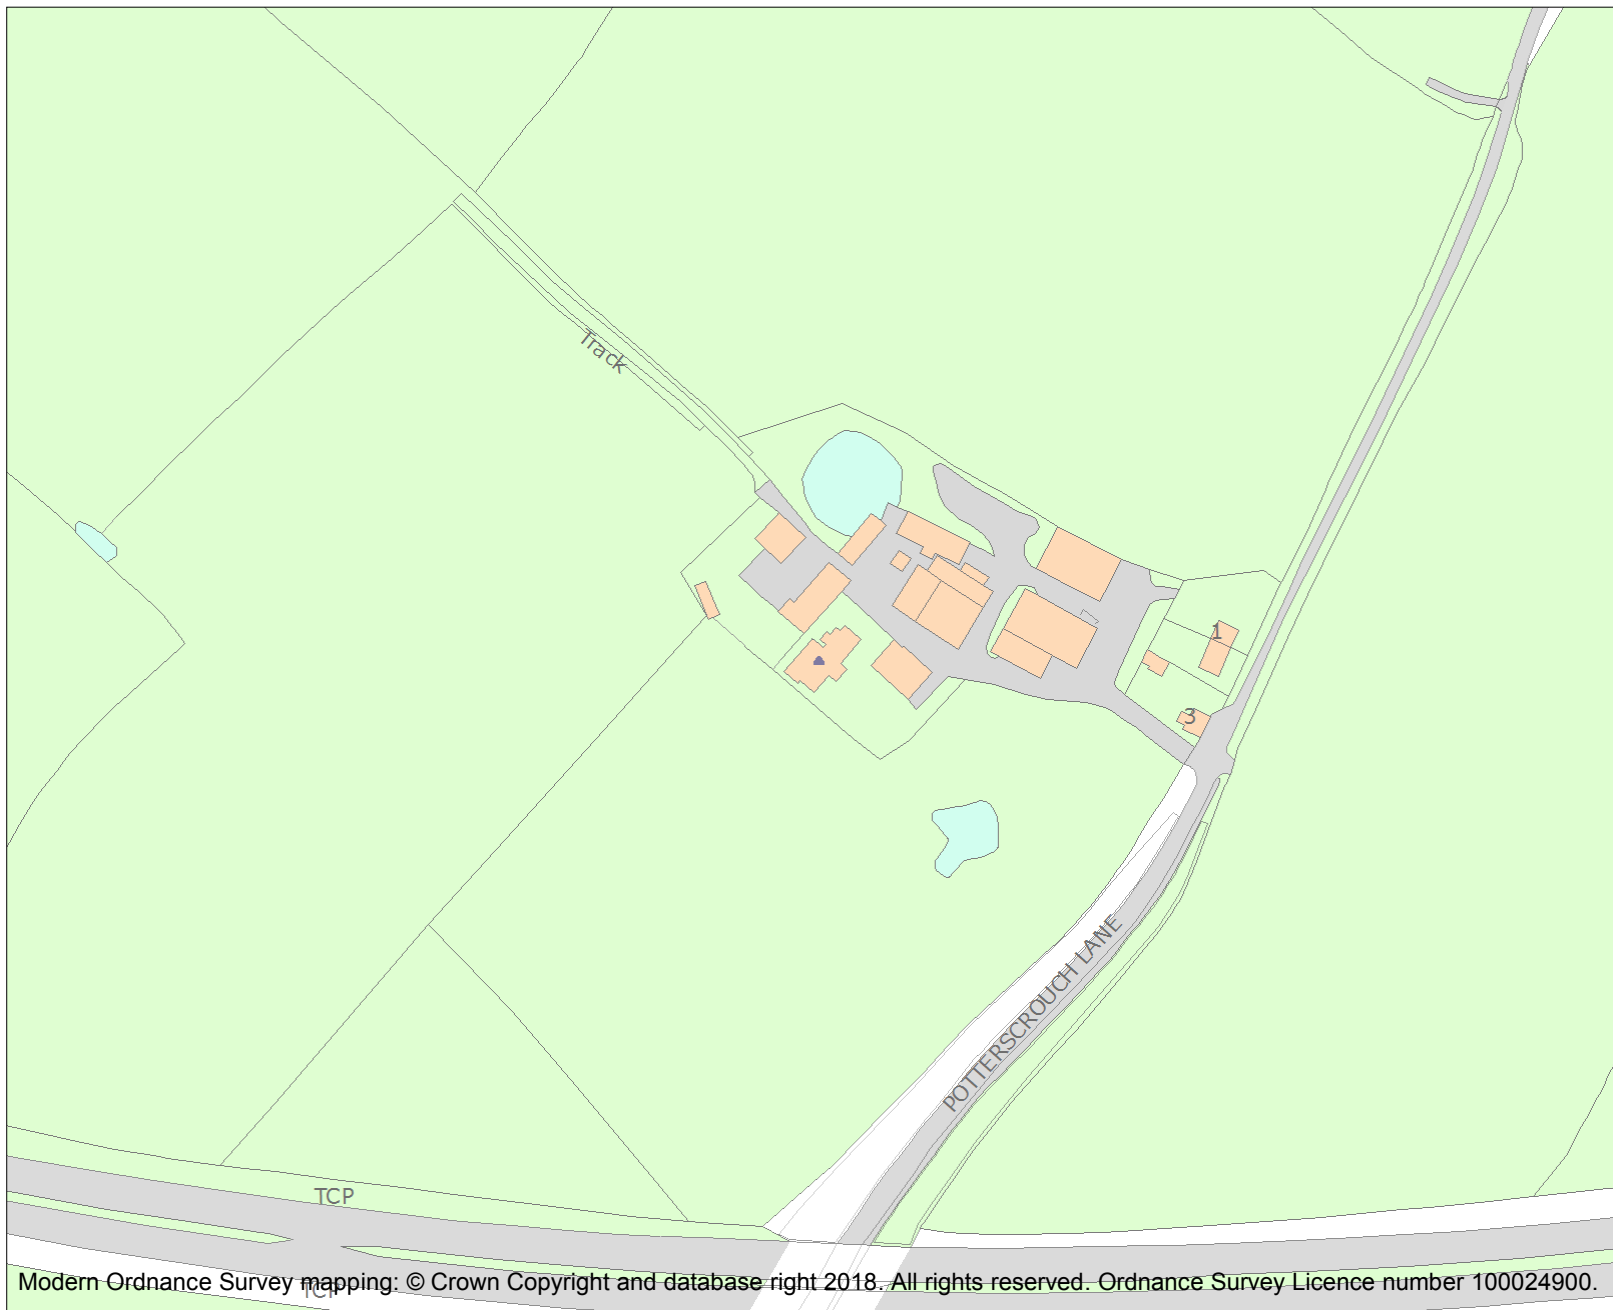 Track
1
3
POTTERSCROUCH LANE
TCP
TCP
Modern Ordnance Survey mapping: © Crown Copyright and database right 2018. All rights reserved. Ordnance Survey Licence number 100024900.